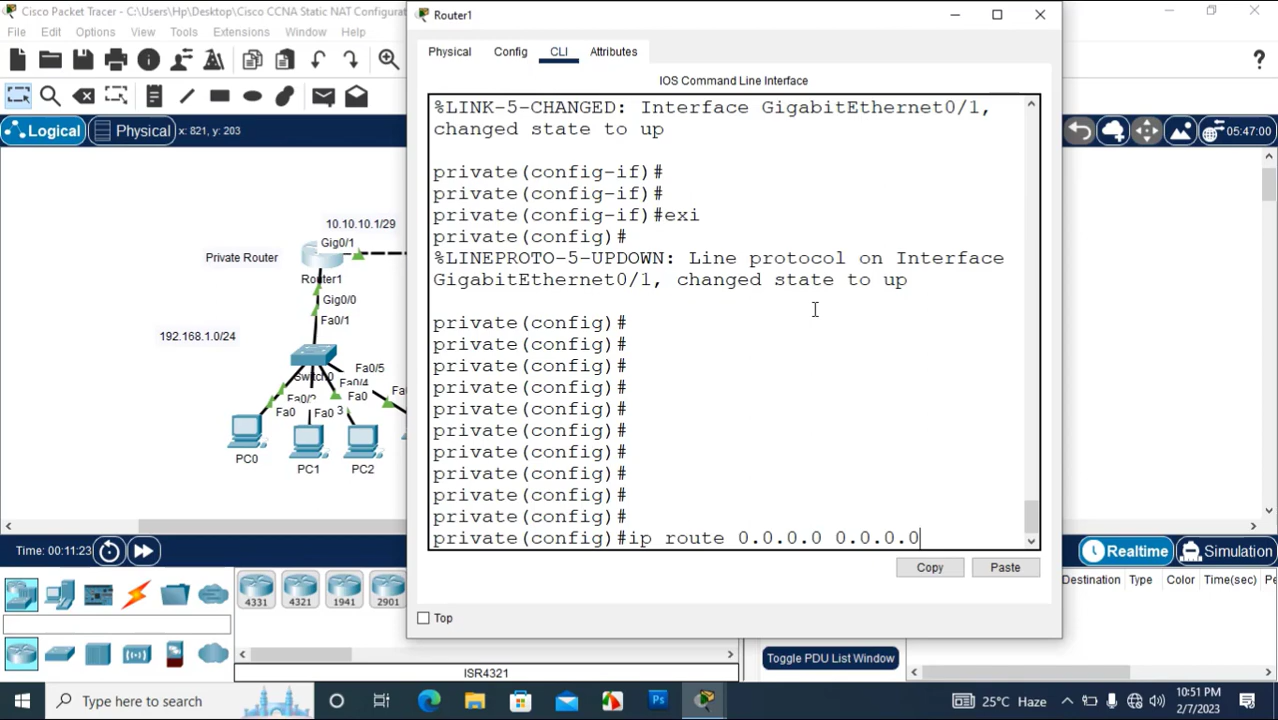 Cisco Packet Tracer - C:\Users\Hp\Desktop\Cisco CCNA Static NAT Configurat
File Edit Options View Tools Extensions Window Help
Logical Physical x: 821, y: 203
05:47:00
10.10.10.1/29
Gig0/1
Private Router
Router1
Gig0/0
Fa0/1
192.168.1.0/24
Fa0/5
Switch0
Fa0/4
Fa0/2
Fa0
Fa
Fa0
Fa0
3
PC0
PC1
PC2
Router1
Physical Config CLI Attributes
IOS Command Line Interface
%LINK-5-CHANGED: Interface GigabitEthernet0/1,
changed state to up
private(config-if)#
private(config-if)#
private(config-if)#exi
private(config)#
%LINEPROTO-5-UPDOWN: Line protocol on Interface
GigabitEthernet0/1, changed state to up
private(config)#
private(config)#
private(config)#
private(config)#
private(config)#
private(config)#
private(config)#
private(config)#
private(config)#
private(config)#
private(config)#ip route 0.0.0.0 0.0.0.0
Copy Paste
Top
Time: 00:11:23
Realtime Simulation
4331 4321 1941 2901
ISR4321
Destination Type Color Time(sec) Pe
Toggle PDU List Window
Type here to search
Ps
25°C Haze
10:51 PM
2/7/2023